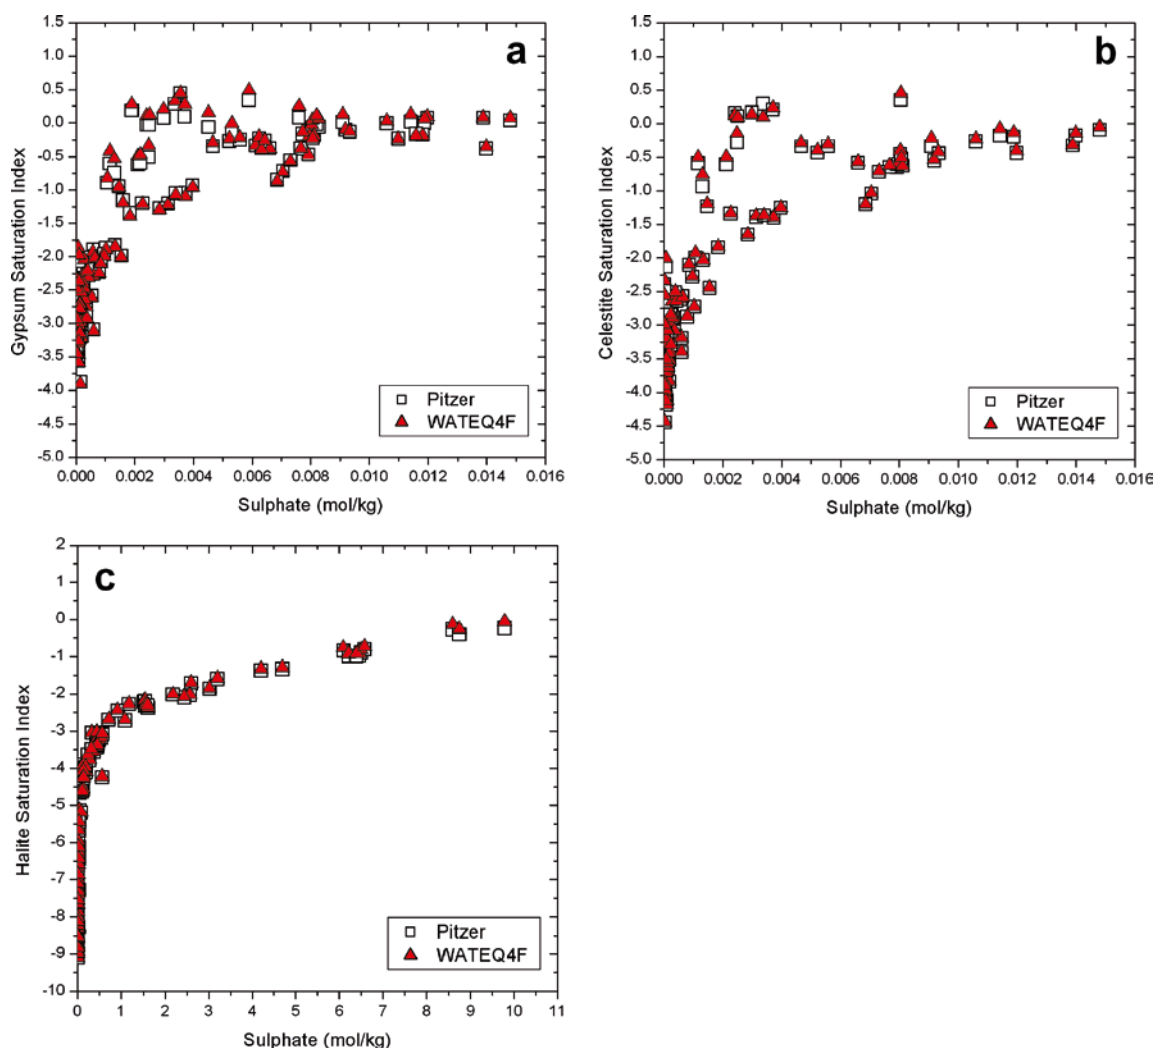 a
1.5
1.0
0.5
0.0
-0.5
-1.0
-1.5
-2.0
-2.5
-3.0
-3.5
-4.0
-4.5
-5.0
Gypsum Saturation Index
Pitzer
WATEQ4F
0.000 0.002 0.004 0.006 0.008 0.010 0.012 0.014 0.016
Sulphate (mol/kg)
b
1.5
1.0
0.5
0.0
-0.5
-1.0
-1.5
-2.0
-2.5
-3.0
-3.5
-4.0
-4.5
-5.0
Celestite Saturation Index
Pitzer
WATEQ4F
0.000 0.002 0.004 0.006 0.008 0.010 0.012 0.014 0.016
Sulphate (mol/kg)
c
2
1
0
-1
-2
-3
-4
-5
-6
-7
-8
-9
-10
Halite Saturation Index
Pitzer
WATEQ4F
0 1 2 3 4 5 6 7 8 9 10 11
Sulphate (mol/kg)